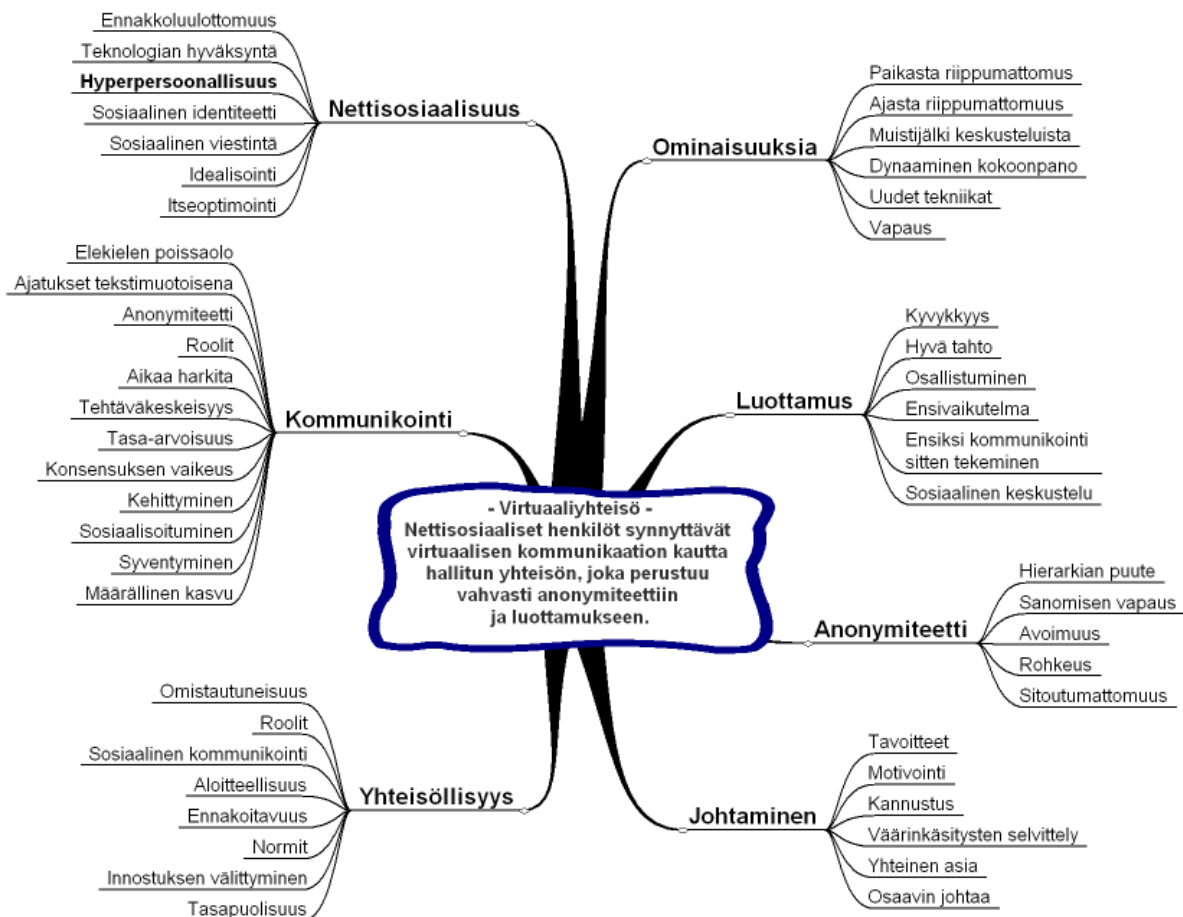 - Virtuaaliyhteisö -
Nettisosiaaliset henkilöt synnyttävät
virtuaalisen kommunikaation kautta
hallitun yhteisön, joka perustuu
vahvasti anonymiteettiin
ja luottamukseen.
Nettisosiaalisuus
Ennakkoluulottomuus
Teknologian hyväksyntä
Hyperpersoonallisuus
Sosiaalinen identiteetti
Sosiaalinen viestintä
Idealisointi
Itseoptimointi
Kommunikointi
Elekielen poissaolo
Ajatukset tekstimuotoisena
Anonymiteetti
Roolit
Aikaa harkita
Tehtäväkeskeisyys
Tasa-arvoisuus
Konsensuksen vaikeus
Kehittyminen
Sosiaalisoituminen
Syventyminen
Määrällinen kasvu
Yhteisöllisyys
Omistautuneisuus
Roolit
Sosiaalinen kommunikointi
Aloitteellisuus
Ennakoitavuus
Normit
Innostuksen välittyminen
Tasapuolisuus
Ominaisuuksia
Paikasta riippumattomus
Ajasta riippumattomuus
Muistijälki keskusteluista
Dynaaminen kokoonpano
Uudet tekniikat
Vapaus
Luottamus
Kyvykkyys
Hyvä tahto
Osallistuminen
Ensivaikutelma
Ensiksi kommunikointi
sitten tekeminen
Sosiaalinen keskustelu
Anonymiteetti
Hierarkian puute
Sanomisen vapaus
Avoimuus
Rohkeus
Sitoutumattomuus
Johtaminen
Tavoitteet
Motivointi
Kannustus
Väärinkäsitysten selvittely
Yhteinen asia
Osaavin johtaa